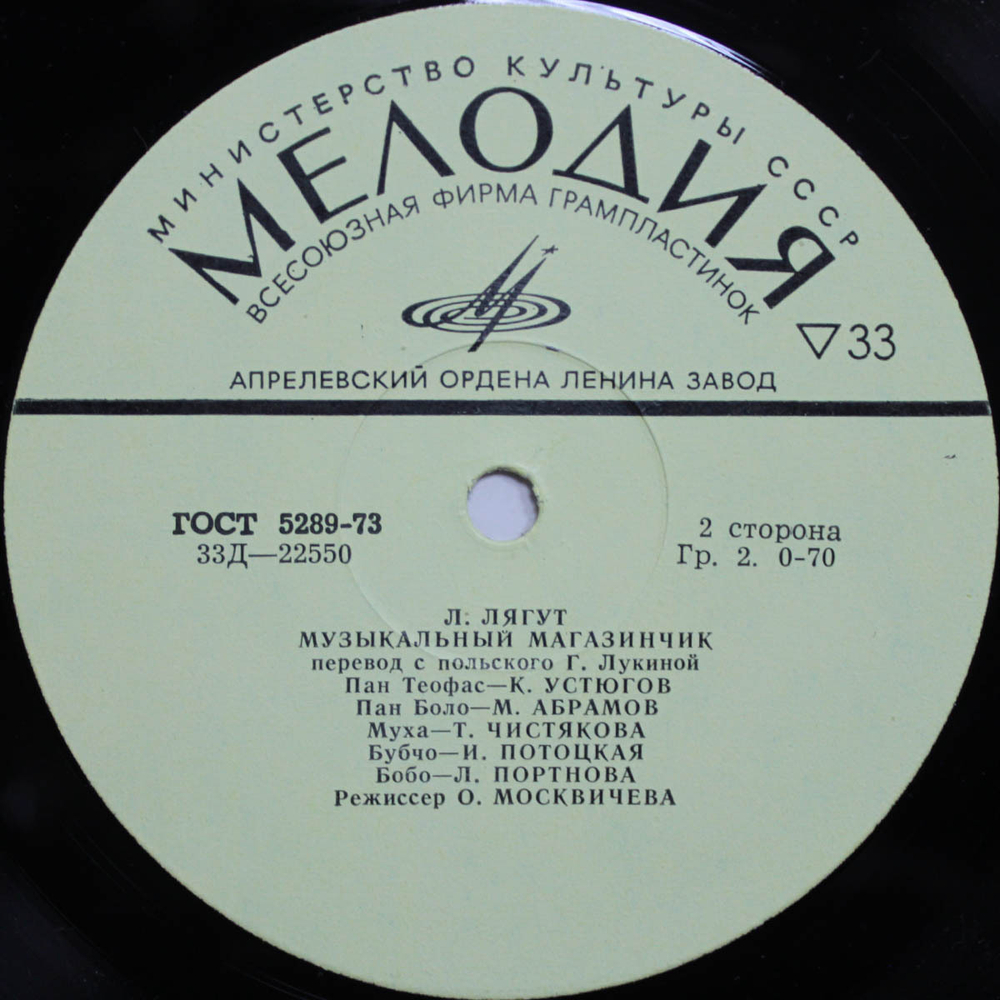 МИНИСТЕРСТВО КУЛЬТУРЫ СССР
МЕЛОДИЯ
ВСЕСОЮЗНАЯ ФИРМА ГРАМПЛАСТИНОК
▽33
АПРЕЛЕВСКИЙ ОРДЕНА ЛЕНИНА ЗАВОД
ГОСТ 5289-73
33Д—22550
2 сторона
Гр. 2. 0-70
Л. ЛЯГУТ
МУЗЫКАЛЬНЫЙ МАГАЗИНЧИК
перевод с польского Г. Лукиной
Пан Теофас—К. УСТЮГОВ
Пан Боло—М. АБРАМОВ
Муха—Т. ЧИСТЯКОВА
Бубчо—И. ПОТОЦКАЯ
Бобо—Л. ПОРТНОВА
Режиссер О. МОСКВИЧЕВА